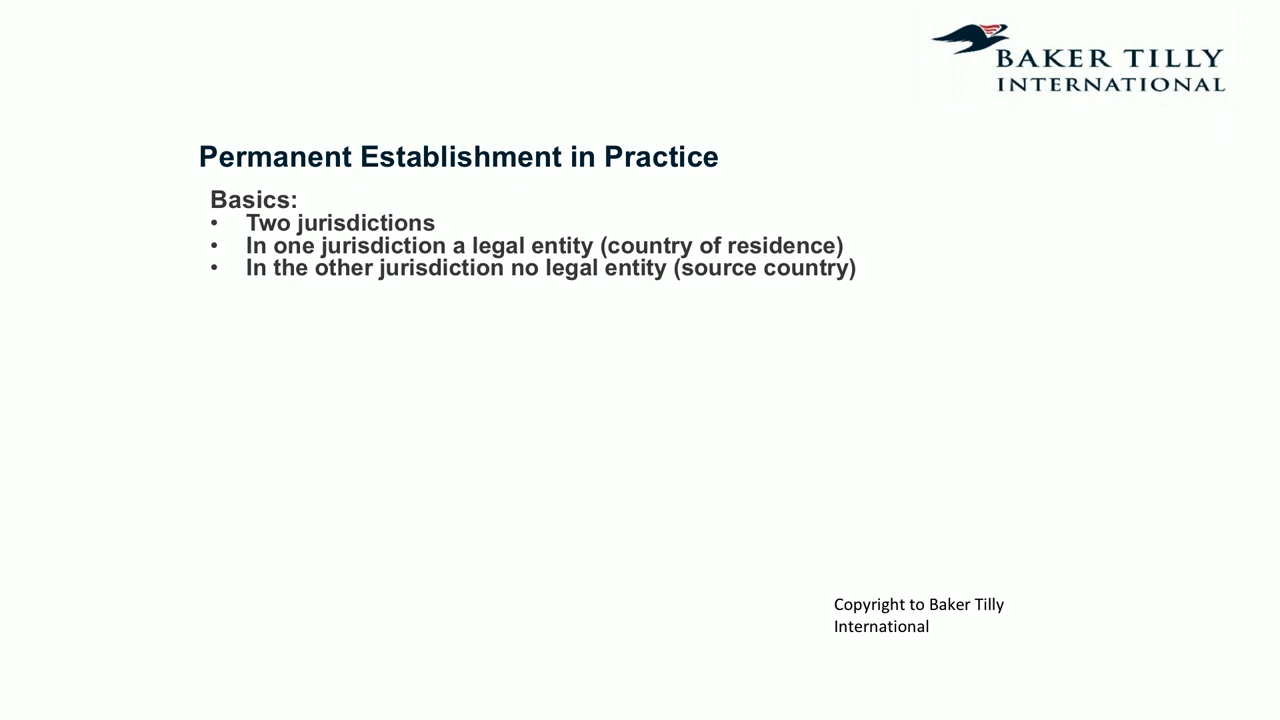 BAKER TILLY
INTERNATIONAL
Permanent Establishment in Practice
Basics:
• Two jurisdictions
• In one jurisdiction a legal entity (country of residence)
• In the other jurisdiction no legal entity (source country)
Copyright to Baker Tilly
International